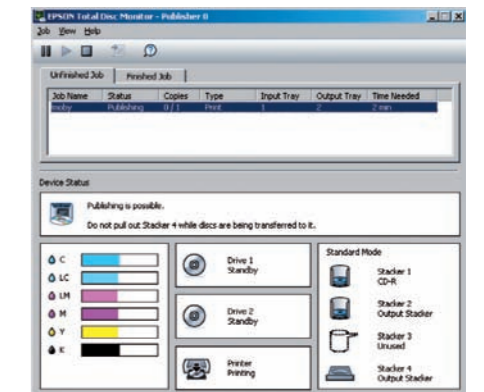 EPSON Total Disc Monitor - Publisher II
Job View Help
Unfinished Job Finished Job
Job Name Status Copies Type Input Tray Output Tray Time Needed
moby Publishing 0 / 1 Print 1 2 2 min
Device Status
Publishing is possible.
Do not pull out Stacker 4 while discs are being transferred to it.
C
LC
LM
M
Y
K
Drive 1
Standby
Drive 2
Standby
Printer
Printing
Standard Mode
Stacker 1
CD-R
Stacker 2
Output Stacker
Stacker 3
Unused
Stacker 4
Output Stacker